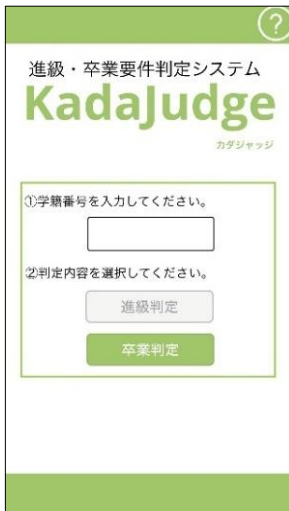 ?
進級・卒業要件判定システム
KadaJudge
カダジャッジ
①学籍番号を入力してください。
②判定内容を選択してください。
進級判定
卒業判定